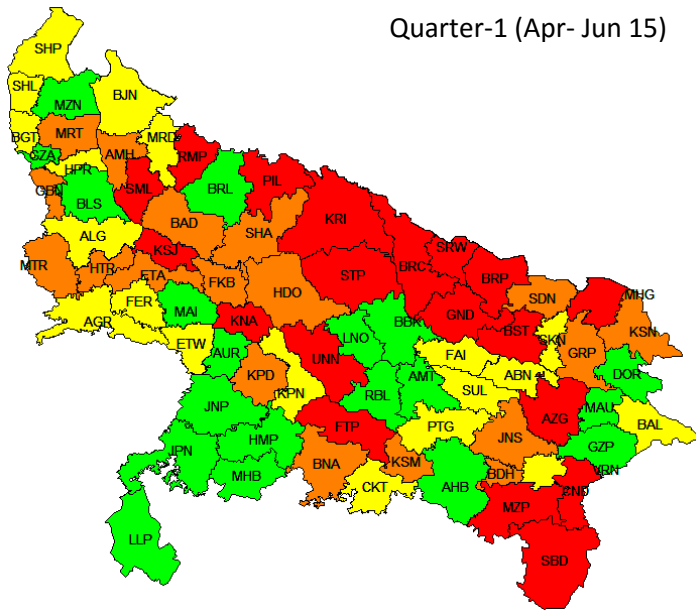 Quarter-1 (Apr- Jun 15)
SHP
SHL
MZN
BJN
BGT
MRT
AMH
MRD
RMP
GZA
HPR
GBN
BLS
SML
BRL
PIL
ALG
BAD
SHA
KRI
KSJ
MTR
HTR
ETA
FKB
HDO
STP
BRC
SRW
BRP
AGR
FER
MAI
KNA
GND
BST
SDN
MHG
KSN
ETW
AUR
UNN
LNO
BBK
FAI
ABN
SKN
GRP
DOR
KPD
KPN
RBL
AMT
SUL
JNP
HMP
FTP
PTG
AZG
MAU
BAL
JPN
MHB
BNA
KSM
CKT
AHB
JNS
BDH
GZP
VRN
CND
MZP
LLP
SBD